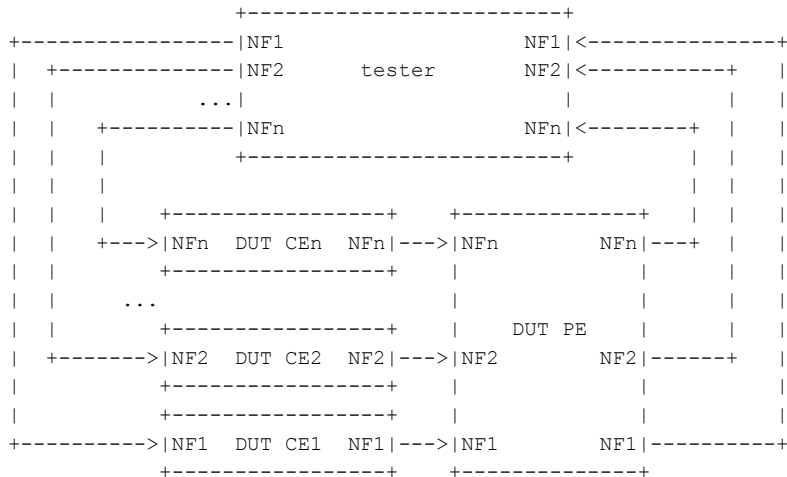 NF1 NF1
NF2 tester NF2
...
NFn NFn
NFn DUT CEn NFn NFn NFn
...
DUT PE
NF2 DUT CE2 NF2 NF2 NF2
NF1 DUT CE1 NF1 NF1 NF1